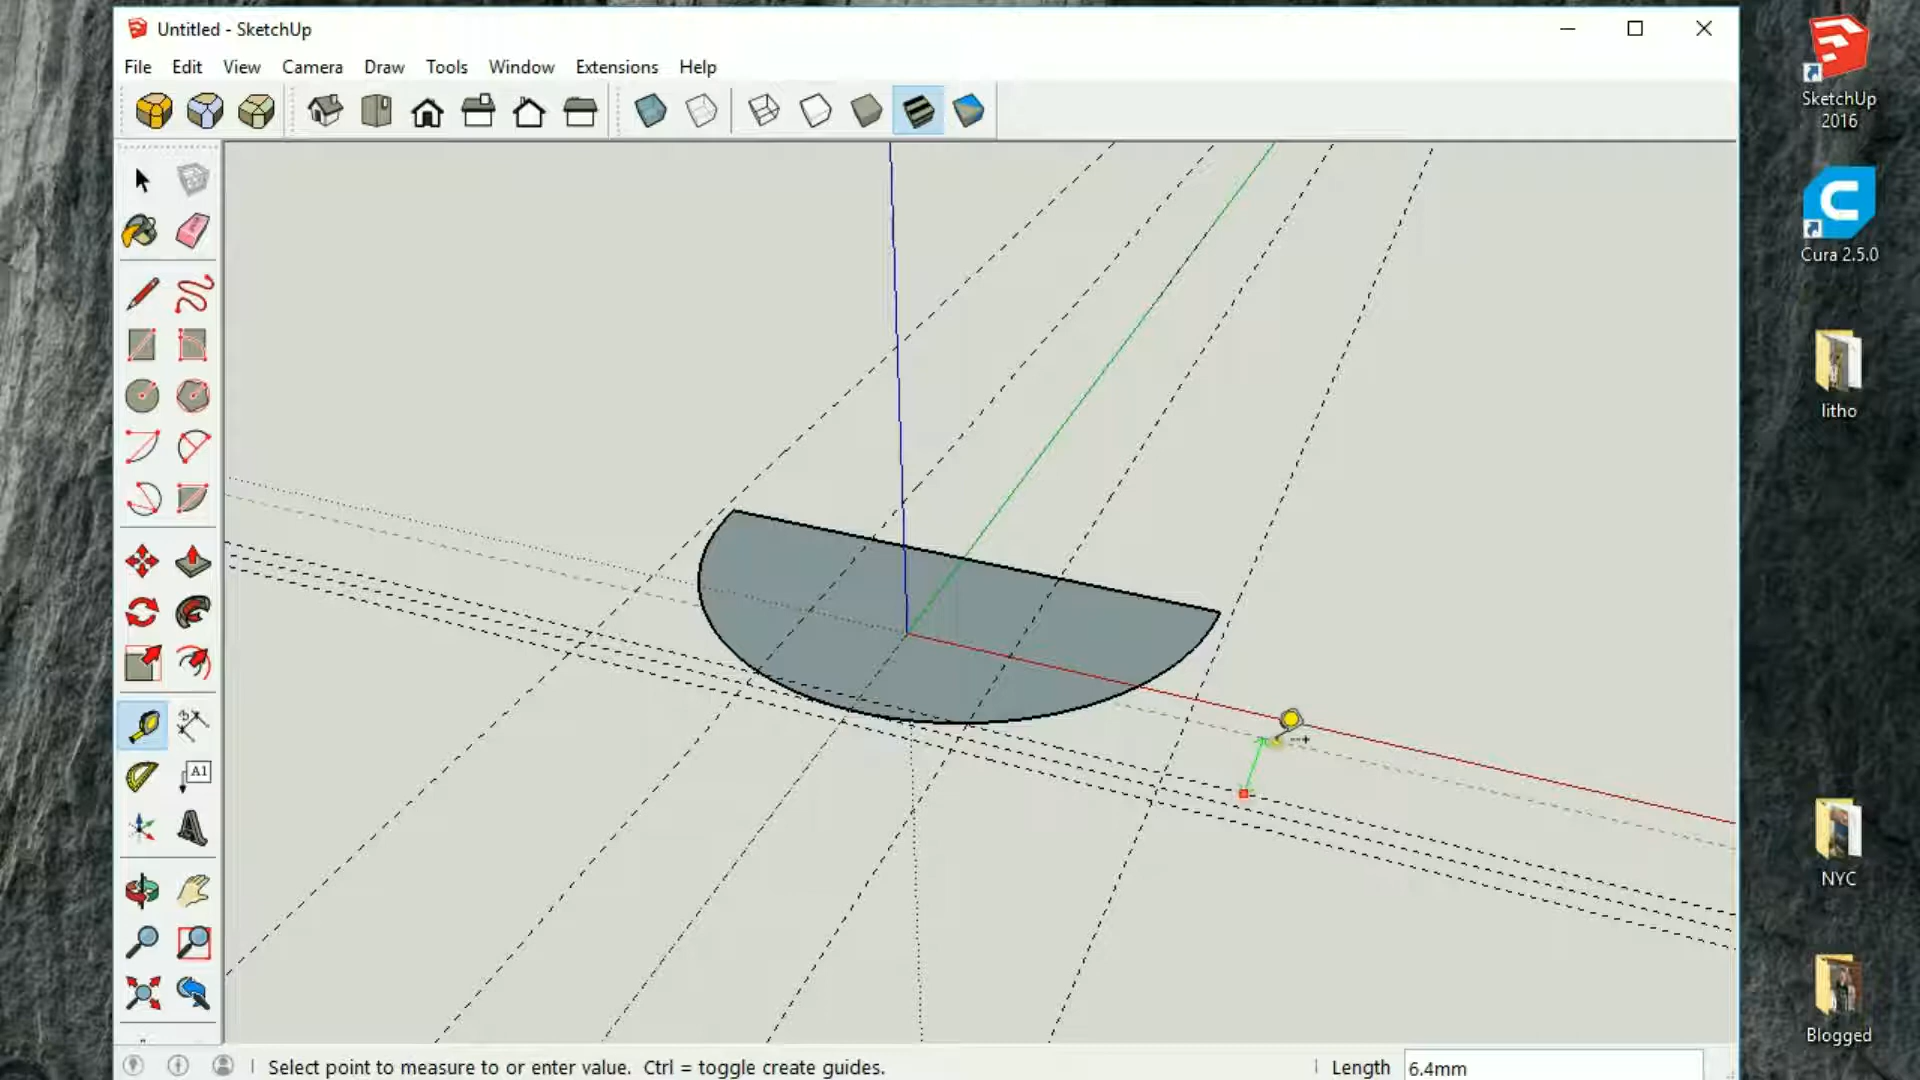 Untitled - SketchUp
File Edit View Camera Draw Tools Window Extensions Help
A1
Select point to measure to or enter value. Ctrl = toggle create guides.
Length 6.4mm
SketchUp
2016
Cura 2.5.0
litho
NYC
Blogged